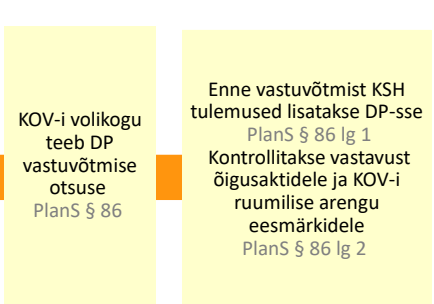 KOV-i volikogu
teeb DP
vastuvõtmise
otsuse
PlanS § 86
Enne vastuvõtmist KSH
tulemused lisatakse DP-sse
PlanS § 86 lg 1
Kontrollitakse vastavust
õigusaktidele ja KOV-i
ruumilise arengu
eesmärkidele
PlanS § 86 lg 2